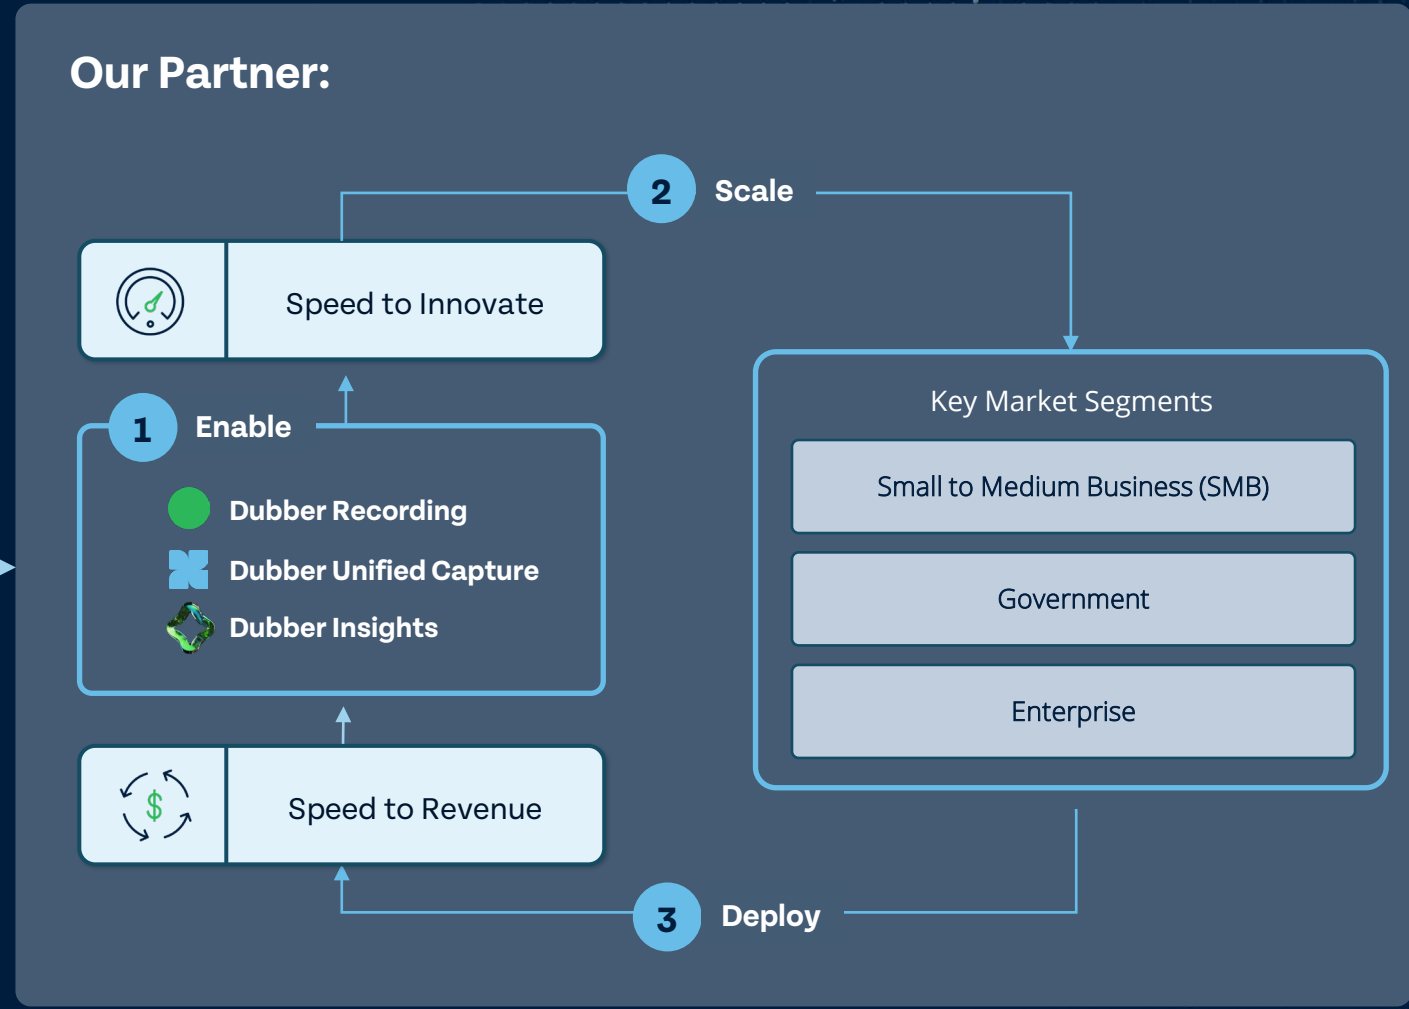 Our Partner:
2 Scale
Speed to Innovate
1 Enable
Dubber Recording
Dubber Unified Capture
Dubber Insights
$ Speed to Revenue
Key Market Segments
Small to Medium Business (SMB)
Government
Enterprise
3 Deploy